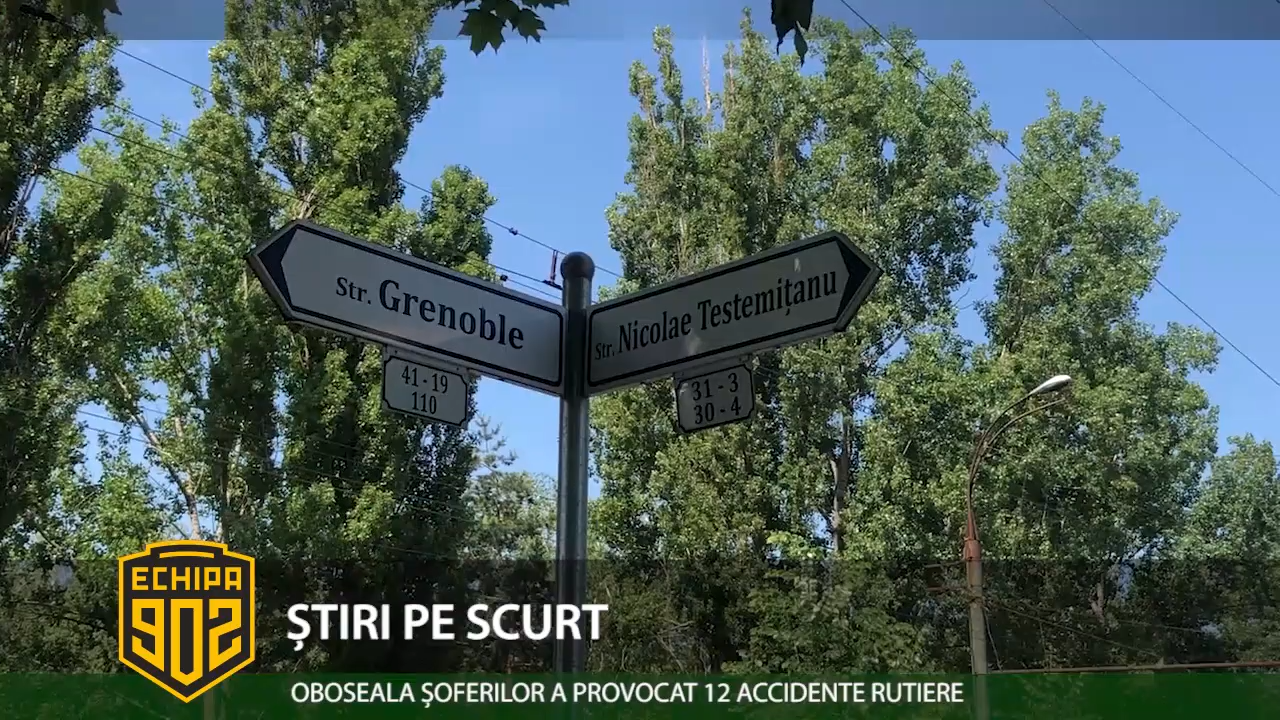 Str. Grenoble
41 - 19
110
Str. Nicolae Testemițanu
31 - 3
30 - 4
ECHIPA
902
ȘTIRI PE SCURT
OBOSEALA ȘOFERILOR A PROVOCAT 12 ACCIDENTE RUTIERE